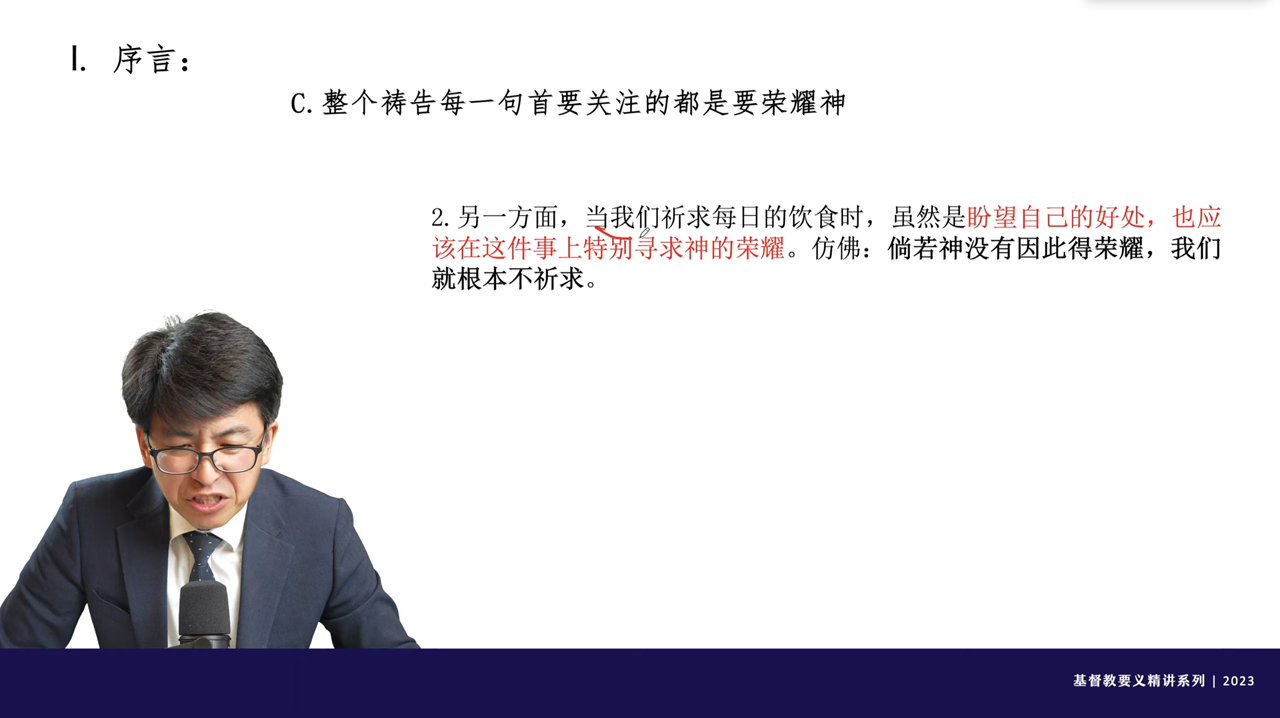 I. 序言：
C.整个祷告每一句首要关注的都是要荣耀神
2.另一方面，当我们祈求每日的饮食时，虽然是盼望自己的好处，也应
该在这件事上特别寻求神的荣耀。仿佛：倘若神没有因此得荣耀，我们
就根本不祈求。
基督教要义精讲系列 | 2023